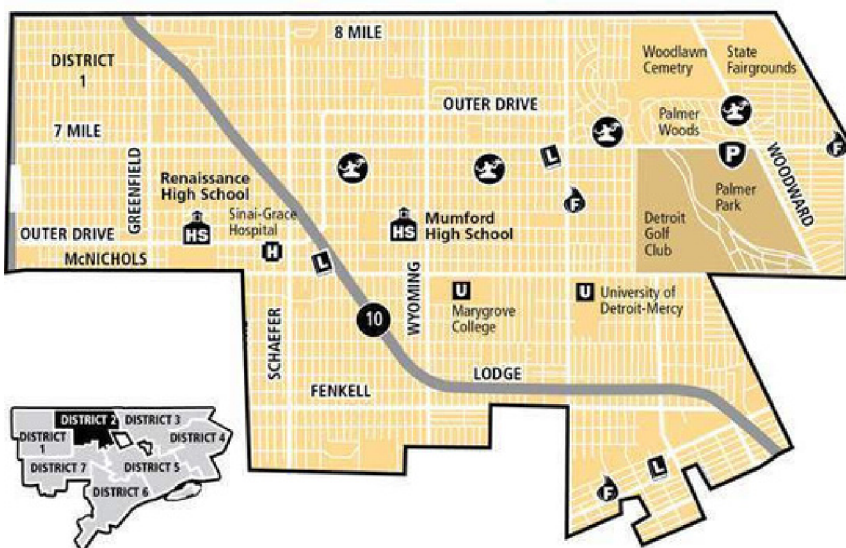 8 MILE
DISTRICT
1
Woodlawn
Cemetery
State
Fairgrounds
OUTER DRIVE
7 MILE
Palmer
Woods
L
F
P
GREENFIELD
Renaissance
High School
WOODWARD
Palmer
Park
F
HS
Sinai-Grace
Hospital
HS
Mumford
High School
Detroit
Golf
Club
OUTER DRIVE
H
McNICHOLS
L
WYOMING
U
Marygrove
College
U
University of
Detroit-Mercy
SCHAEFER
10
LODGE
FENKELL
L
F
DISTRICT 2
DISTRICT 3
DISTRICT
1
DISTRICT 4
DISTRICT 7
DISTRICT 5
DISTRICT 6